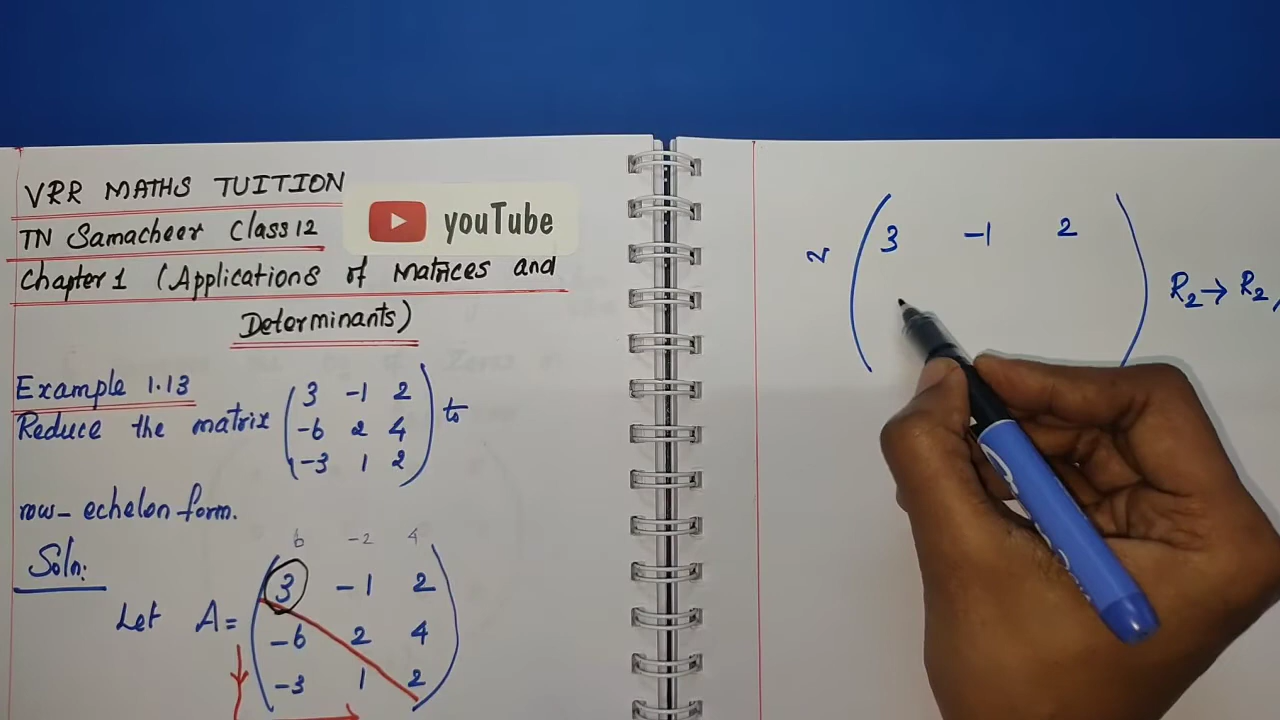 VRR MATHS TUITION
TN Samacheer Class 12
youTube
Chapter 1 (Applications of Matrices and
Determinants)
Example 1.13
Reduce the matrix ( 3 -1 2
-6 2 4
-3 1 2 ) to
row-echelon form.
Soln:
6 -2 4
Let A = ( 3 -1 2
-6 2 4
-3 1 2 )
~ ( 3 -1 2 )
R₂ → R₂